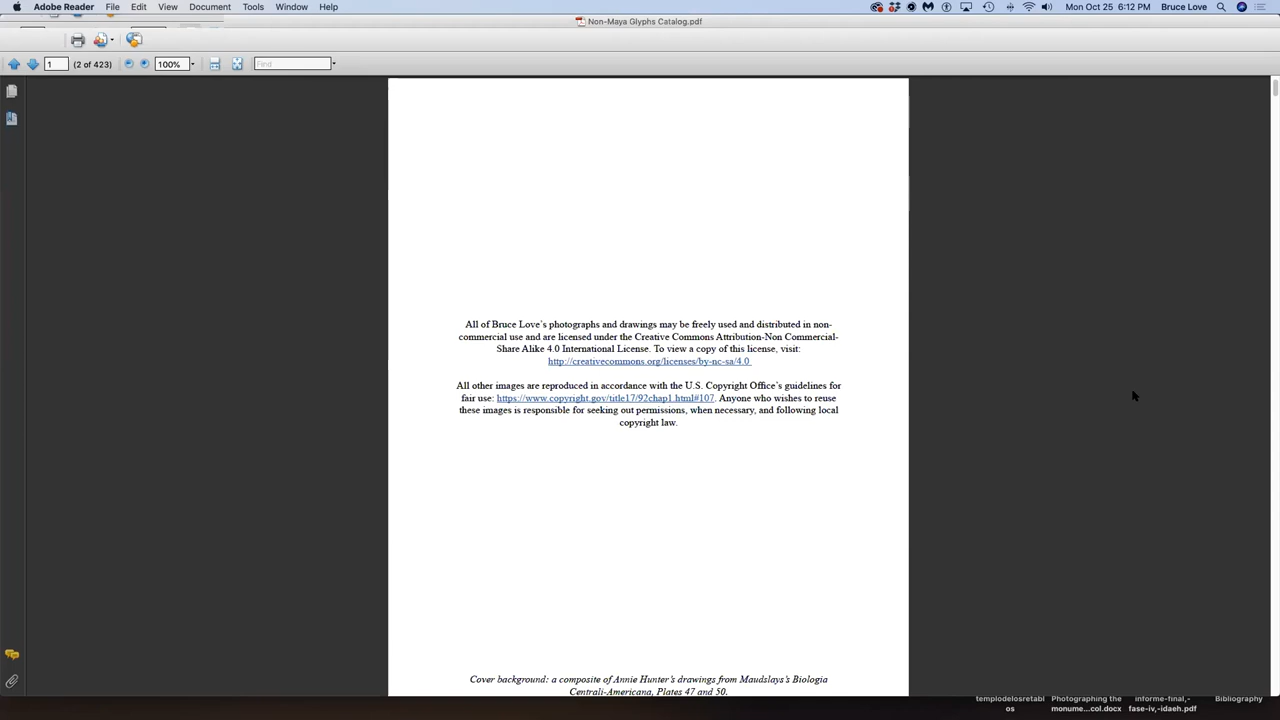 Adobe Reader File Edit View Document Tools Window Help Mon Oct 25 6:12 PM Bruce Love
Non-Maya Glyphs Catalog.pdf
1 (2 of 423) 100% Find
All of Bruce Love's photographs and drawings may be freely used and distributed in non-
commercial use and are licensed under the Creative Commons Attribution-Non Commercial-
Share Alike 4.0 International License. To view a copy of this license, visit:
http://creativecommons.org/licenses/by-nc-sa/4.0
All other images are reproduced in accordance with the U.S. Copyright Office's guidelines for
fair use: https://www.copyright.gov/title17/92chap1.html#107. Anyone who wishes to reuse
these images is responsible for seeking out permissions, when necessary, and following local
copyright law.
Cover background: a composite of Annie Hunter's drawings from Maudslays's Biologia
Centrali-Americana, Plates 47 and 50.
templodelosretabl Photographing the informe-final,- Bibliography
os monume...col.docx fase-iv,-idaeh.pdf